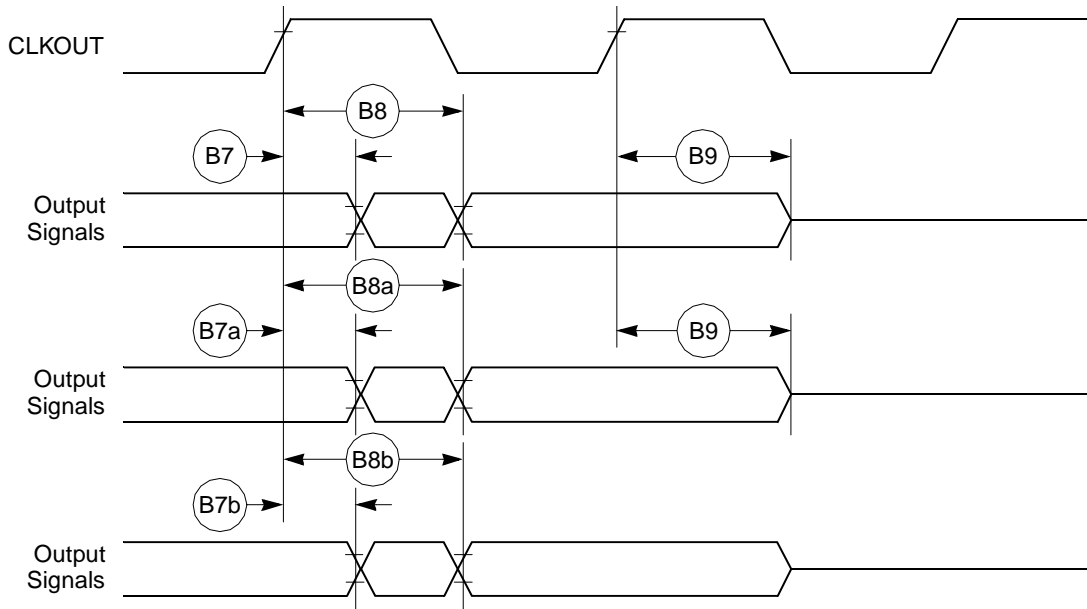 CLKOUT
B8
B7
B9
Output
Signals
B8a
B7a
B9
Output
Signals
B8b
B7b
Output
Signals